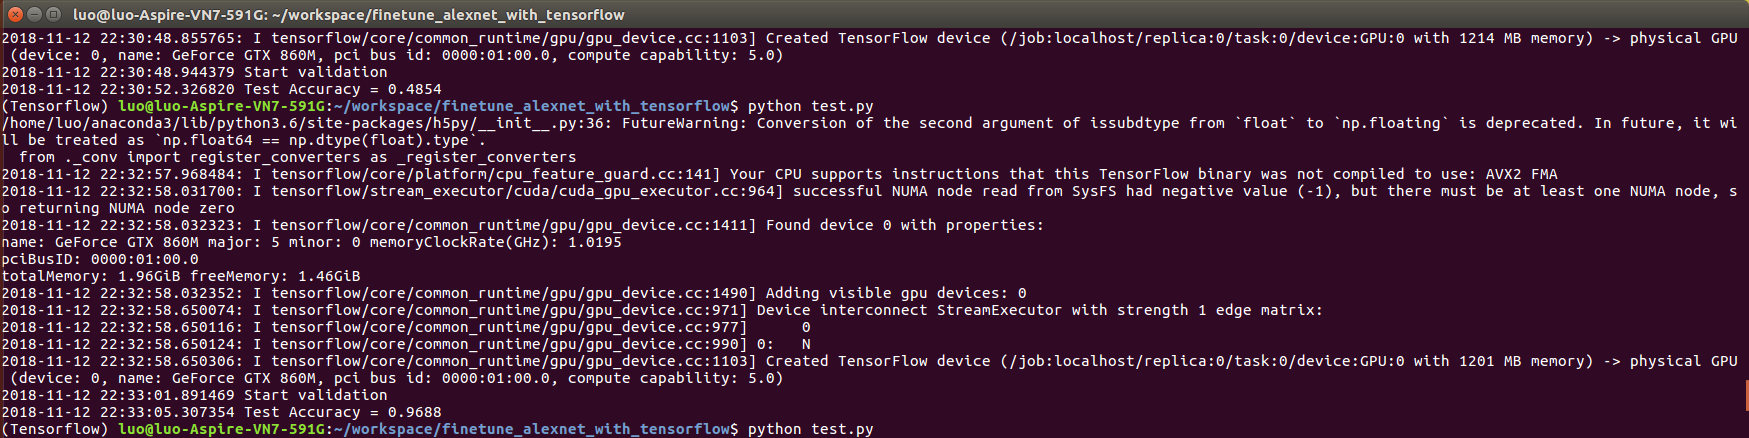 luo@luo-Aspire-VN7-591G: ~/workspace/finetune_alexnet_with_tensorflow
2018-11-12 22:30:48.855765: I tensorflow/core/common_runtime/gpu/gpu_device.cc:1103] Created TensorFlow device (/job:localhost/replica:0/task:0/device:GPU:0 with 1214 MB memory) -> physical GPU
(device: 0, name: GeForce GTX 860M, pci bus id: 0000:01:00.0, compute capability: 5.0)
2018-11-12 22:30:48.944379 Start validation
2018-11-12 22:30:52.326820 Test Accuracy = 0.4854
(Tensorflow) luo@luo-Aspire-VN7-591G:~/workspace/finetune_alexnet_with_tensorflow$ python test.py
/home/luo/anaconda3/lib/python3.6/site-packages/h5py/__init__.py:36: FutureWarning: Conversion of the second argument of issubdtype from `float` to `np.floating` is deprecated. In future, it wi
ll be treated as `np.float64 == np.dtype(float).type`.
  from ._conv import register_converters as _register_converters
2018-11-12 22:32:57.968484: I tensorflow/core/platform/cpu_feature_guard.cc:141] Your CPU supports instructions that this TensorFlow binary was not compiled to use: AVX2 FMA
2018-11-12 22:32:58.031700: I tensorflow/stream_executor/cuda/cuda_gpu_executor.cc:964] successful NUMA node read from SysFS had negative value (-1), but there must be at least one NUMA node, s
o returning NUMA node zero
2018-11-12 22:32:58.032323: I tensorflow/core/common_runtime/gpu/gpu_device.cc:1411] Found device 0 with properties:
name: GeForce GTX 860M major: 5 minor: 0 memoryClockRate(GHz): 1.0195
pciBusID: 0000:01:00.0
totalMemory: 1.96GiB freeMemory: 1.46GiB
2018-11-12 22:32:58.032352: I tensorflow/core/common_runtime/gpu/gpu_device.cc:1490] Adding visible gpu devices: 0
2018-11-12 22:32:58.650074: I tensorflow/core/common_runtime/gpu/gpu_device.cc:971] Device interconnect StreamExecutor with strength 1 edge matrix:
2018-11-12 22:32:58.650116: I tensorflow/core/common_runtime/gpu/gpu_device.cc:977]      0
2018-11-12 22:32:58.650124: I tensorflow/core/common_runtime/gpu/gpu_device.cc:990] 0:   N
2018-11-12 22:32:58.650306: I tensorflow/core/common_runtime/gpu/gpu_device.cc:1103] Created TensorFlow device (/job:localhost/replica:0/task:0/device:GPU:0 with 1201 MB memory) -> physical GPU
(device: 0, name: GeForce GTX 860M, pci bus id: 0000:01:00.0, compute capability: 5.0)
2018-11-12 22:33:01.891469 Start validation
2018-11-12 22:33:05.307354 Test Accuracy = 0.9688
(Tensorflow) luo@luo-Aspire-VN7-591G:~/workspace/finetune_alexnet_with_tensorflow$ python test.py